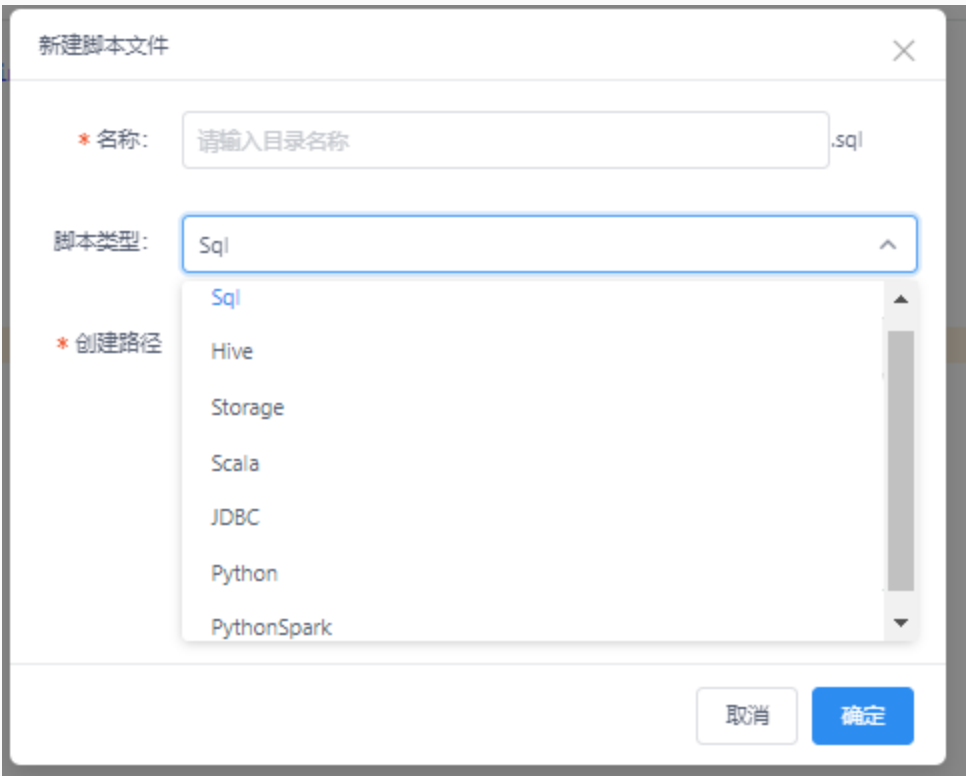 新建脚本文件
* 名称: 请输入目录名称 .sql
脚本类型: Sql
Sql
* 创建路径
Hive
Storage
Scala
JDBC
Python
PythonSpark
取消 确定